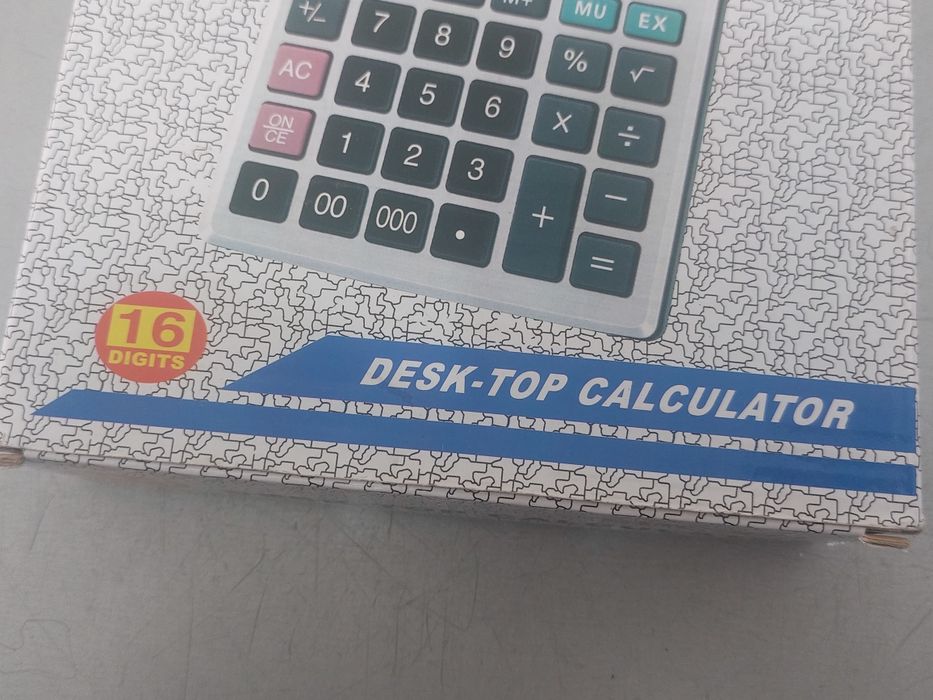 M+ MU EX
+/- 7 8 9 % √
AC 4 5 6 X ÷
ON
CE
1 2 3 + −
0 00 000 . =
16
DIGITS
DESK-TOP CALCULATOR